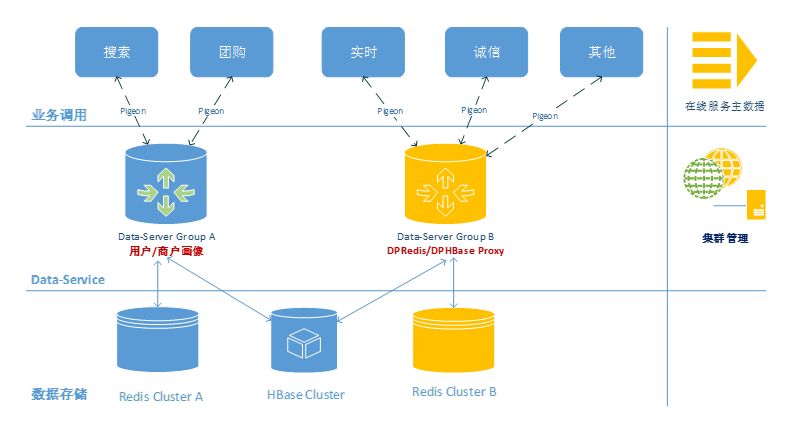 搜索
团购
实时
诚信
其他
在线服务主数据
Pigeon
Pigeon
Pigeon
Pigeon
Pigeon
业务调用
Data-Server Group A
用户/商户画像
Data-Server Group B
DPRedis/DPHBase Proxy
集群管理
Data-Service
数据存储
Redis Cluster A
HBase Cluster
Redis Cluster B